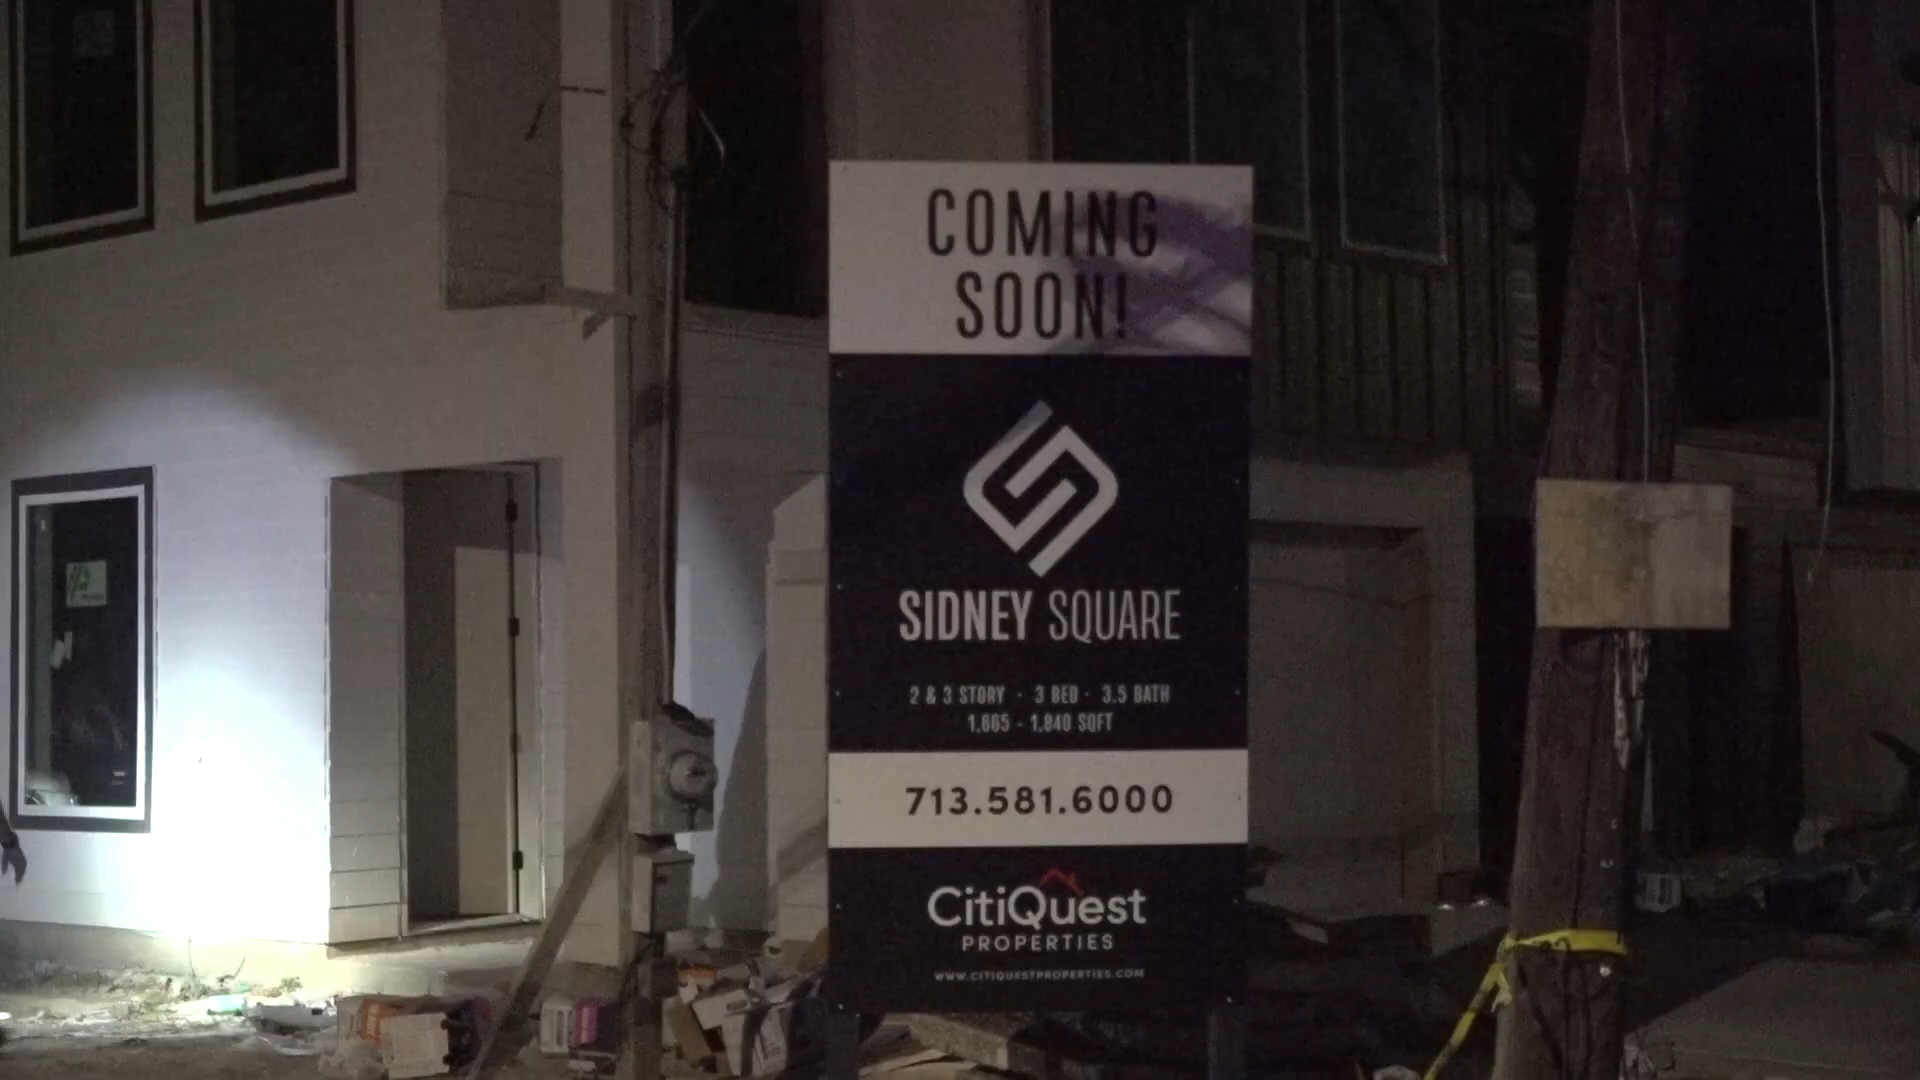 COMING
SOON!
SIDNEY SQUARE
2 & 3 STORY · 3 BED · 3.5 BATH
1,665 - 1,840 SQFT
713.581.6000
CitiQuest
PROPERTIES
WWW.CITIQUESTPROPERTIES.COM